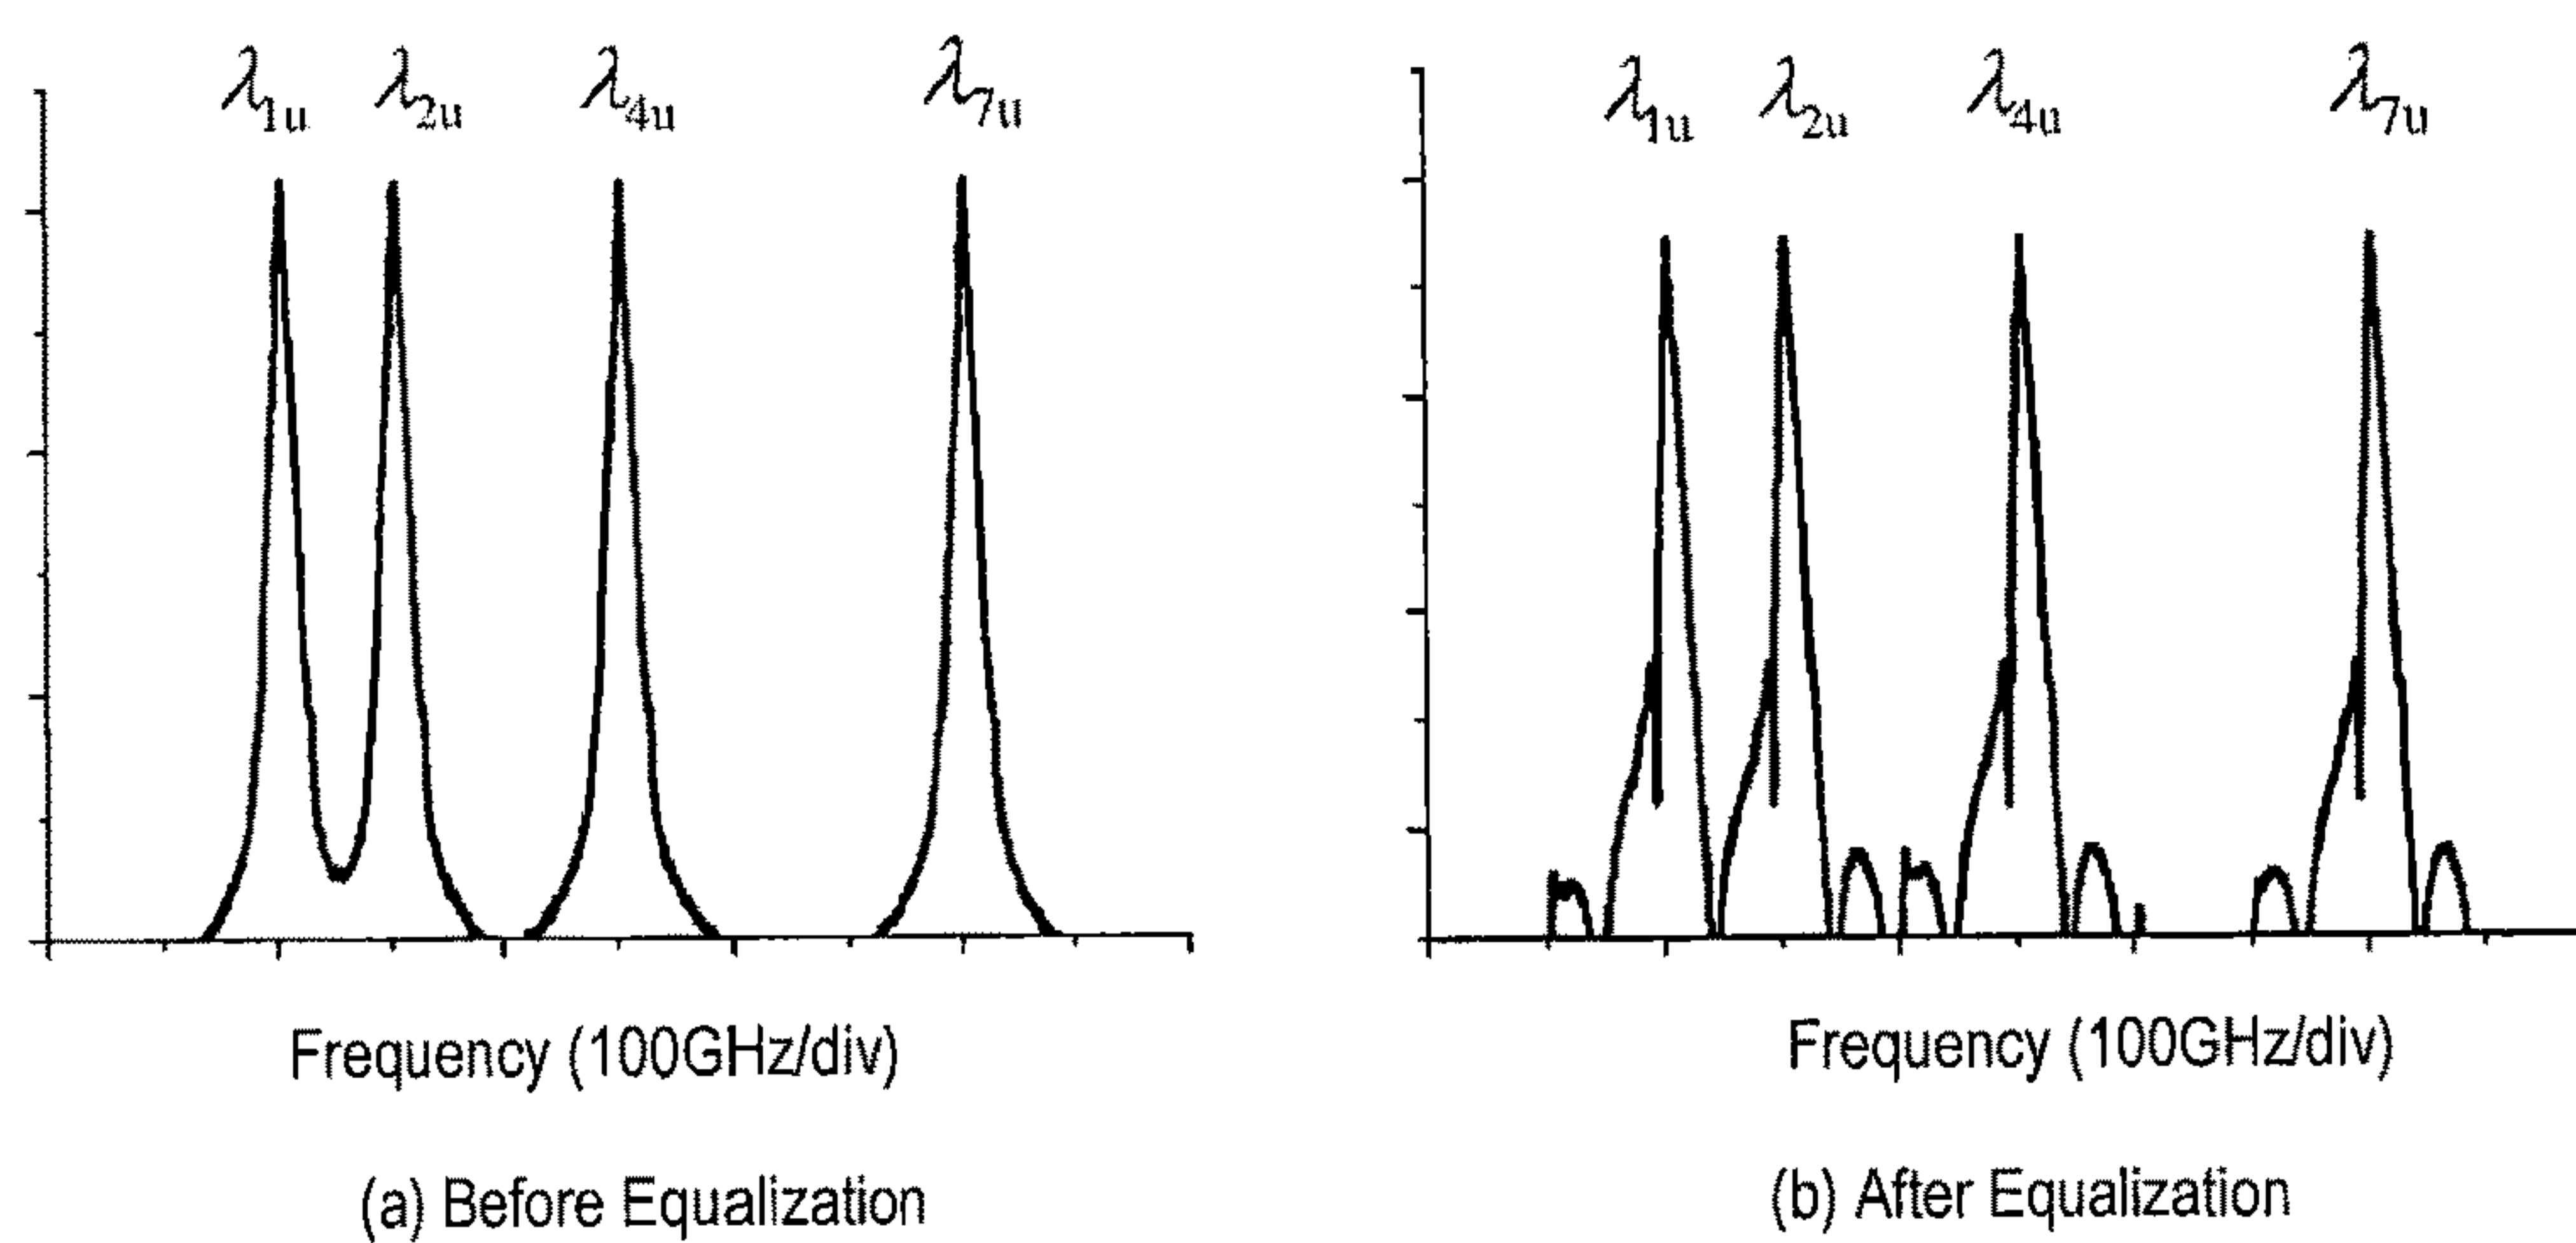 λ1u λ2u λ4u λ7u
Frequency (100GHz/div)
(a) Before Equalization
λ1u λ2u λ4u λ7u
Frequency (100GHz/div)
(b) After Equalization